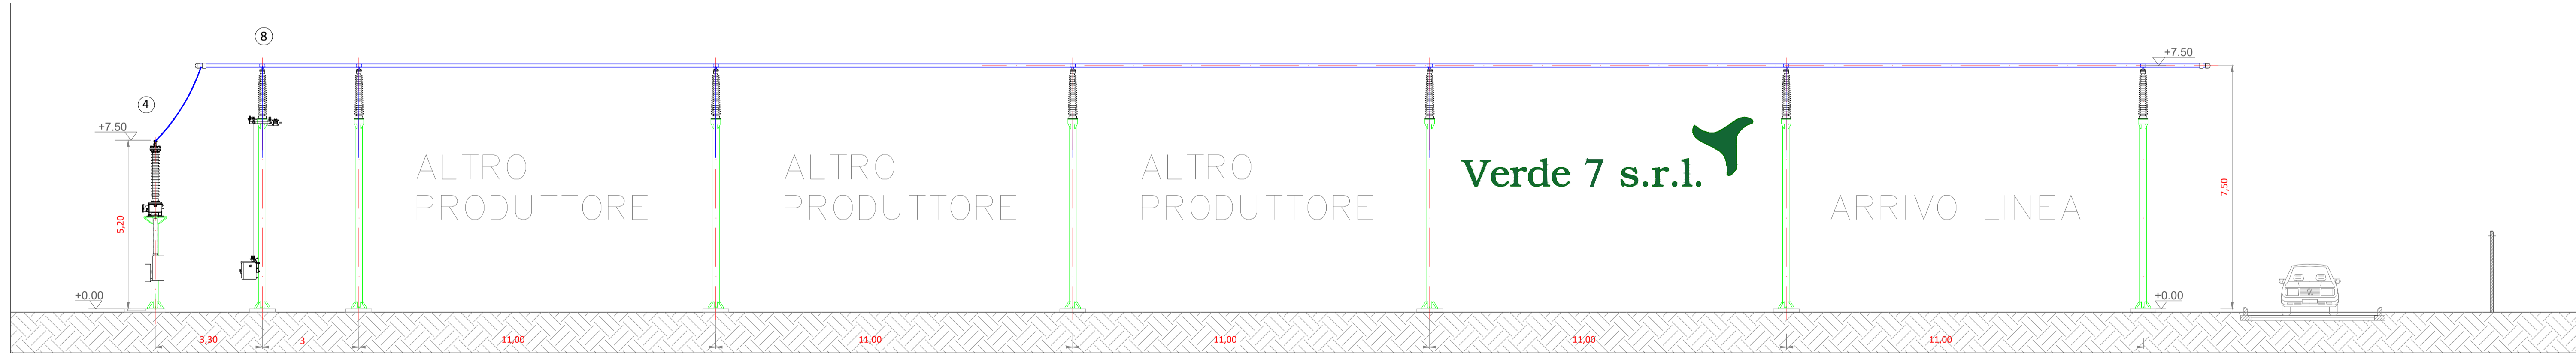 8
+7.50
4
+7.50
ALTRO
PRODUTTORE
ALTRO
PRODUTTORE
ALTRO
PRODUTTORE
Verde 7 s.r.l.
ARRIVO LINEA
7,50
5,20
+0.00
+0.00
3,30
3
11,00
11,00
11,00
11,00
11,00